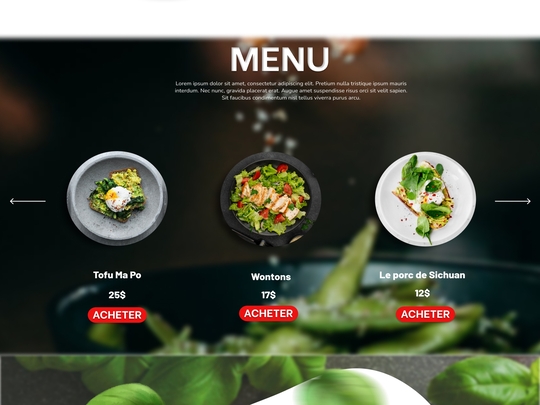 MENU
Lorem ipsum dolor sit amet, consectetur adipiscing elit. Pretium nulla tristique ipsum mauris
interdum. Nec nunc, gravida placerat erat. Augue amet suspendisse risus orci sit velit sapien.
Sit faucibus condimentum nisl tellus viverra purus arcu.
Tofu Ma Po
Wontons
Le porc de Sichuan
25$
17$
12$
ACHETER
ACHETER
ACHETER